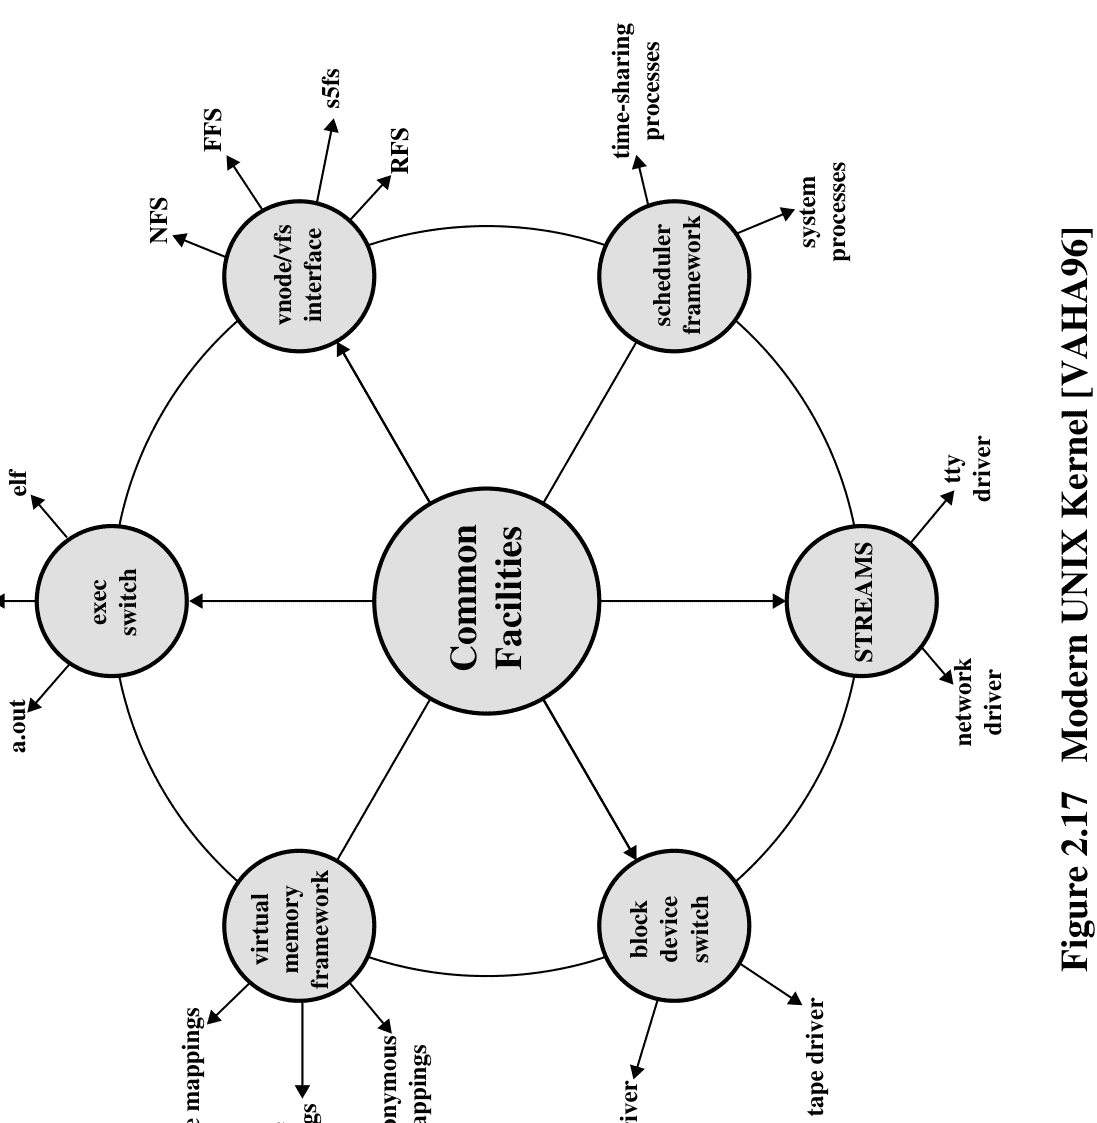 time-sharing
processes
s5fs
FFS
RFS
NFS
system
processes
vnode/vfs
interface
scheduler
framework
elf
tty
driver
exec
switch
Common
Facilities
STREAMS
a.out
network
driver
virtual
memory
framework
block
device
switch
mappings
tape driver
Figure 2.17 Modern UNIX Kernel [VAHA96]